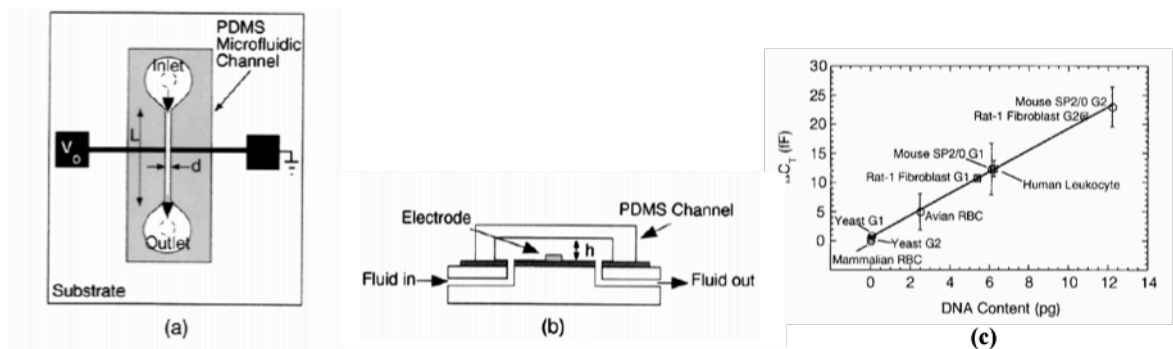 PDMS
Microfluidic
Channel
Inlet
L
V₀
d
Outlet
Substrate
(a)
Electrode
PDMS Channel
h
Fluid in
Fluid out
(b)
30
25
20
15
10
5
0
C_T (fF)
Mouse SP2/0 G2
Rat-1 Fibroblast G2
Mouse SP2/0 G1
Rat-1 Fibroblast G1
Human Leukocyte
Yeast G1
Avian RBC
Yeast G2
Mammalian RBC
0 2 4 6 8 10 12 14
DNA Content (pg)
(c)